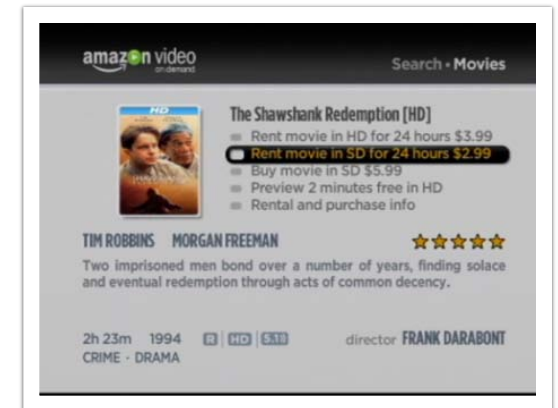 amazon video
on demand
Search • Movies
HD
The Shawshank Redemption [HD]
Rent movie in HD for 24 hours $3.99
Rent movie in SD for 24 hours $2.99
Buy movie in SD $5.99
Preview 2 minutes free in HD
Rental and purchase info
TIM ROBBINS MORGAN FREEMAN
Two imprisoned men bond over a number of years, finding solace
and eventual redemption through acts of common decency.
2h 23m 1994 R HD 5.1
director FRANK DARABONT
CRIME • DRAMA